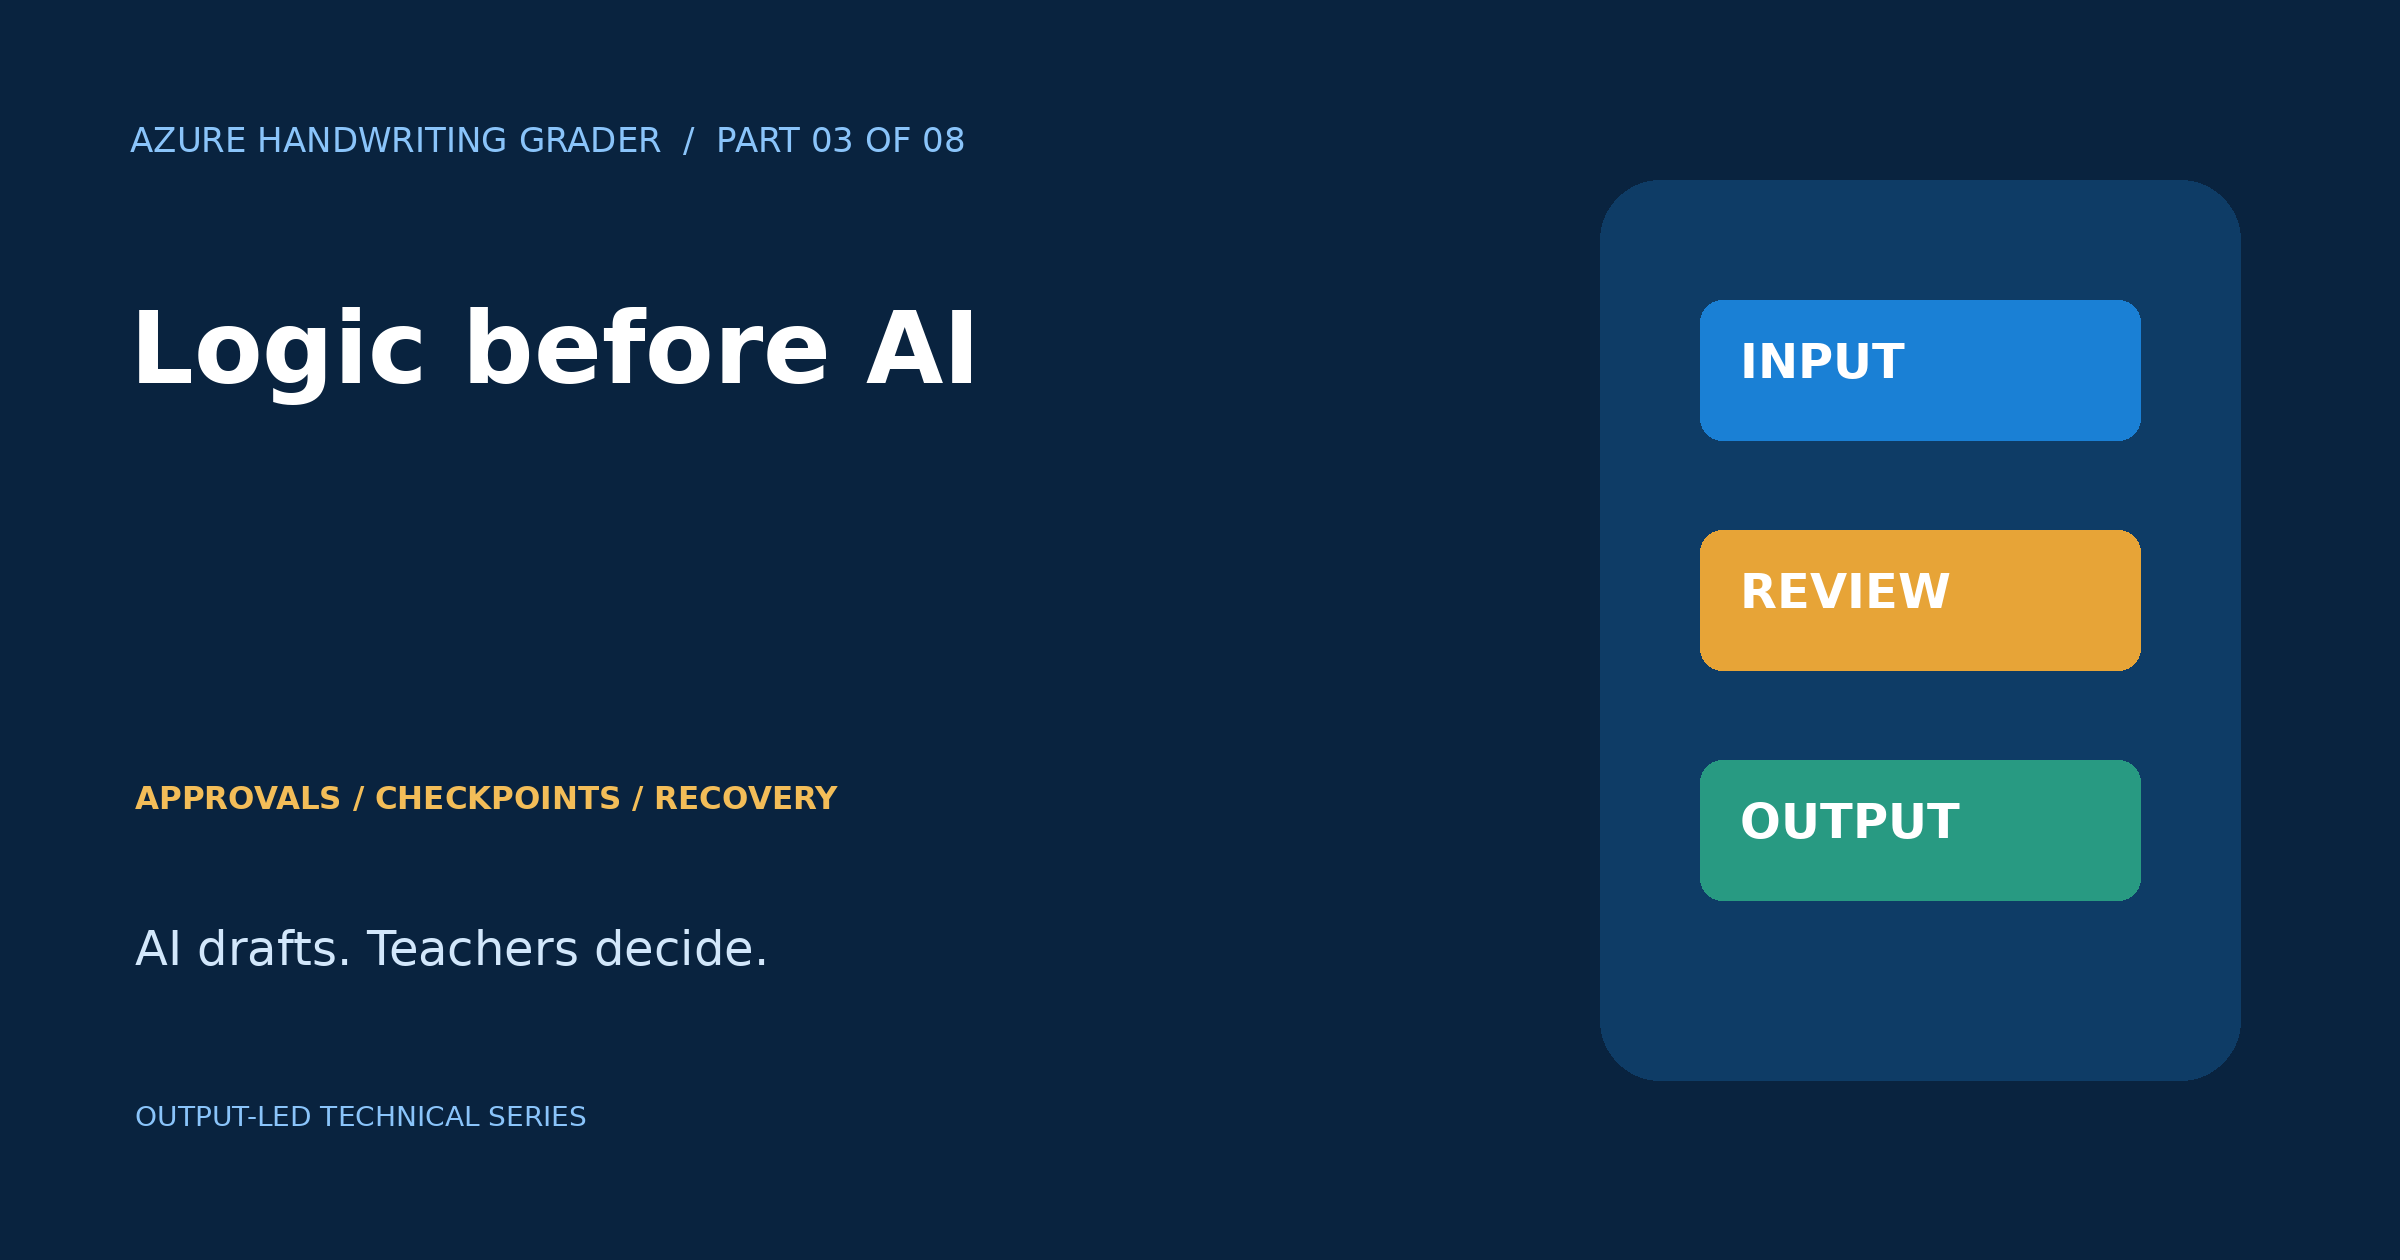 AZURE HANDWRITING GRADER / PART 03 OF 08
Logic before AI
APPROVALS / CHECKPOINTS / RECOVERY
AI drafts. Teachers decide.
OUTPUT-LED TECHNICAL SERIES
INPUT
REVIEW
OUTPUT